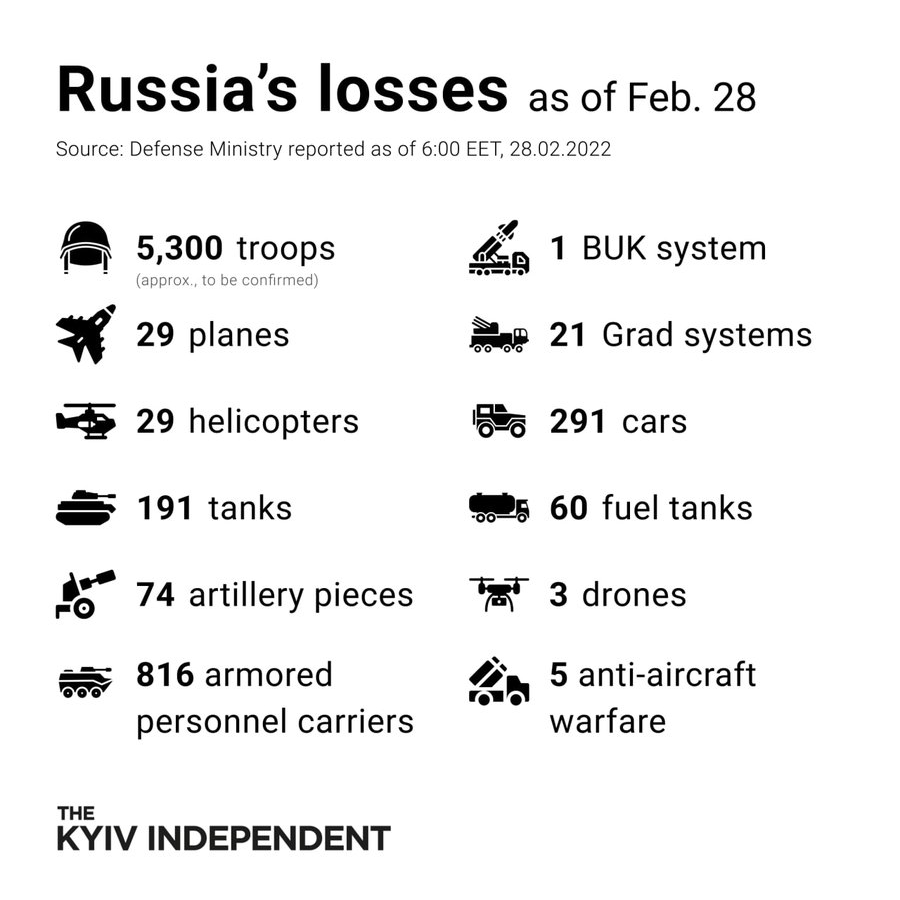 Russia’s losses as of Feb. 28
Source: Defense Ministry reported as of 6:00 EET, 28.02.2022
5,300 troops
(approx., to be confirmed)
29 planes
29 helicopters
191 tanks
74 artillery pieces
816 armored
personnel carriers
1 BUK system
21 Grad systems
291 cars
60 fuel tanks
3 drones
5 anti-aircraft
warfare
THE
KYIV INDEPENDENT